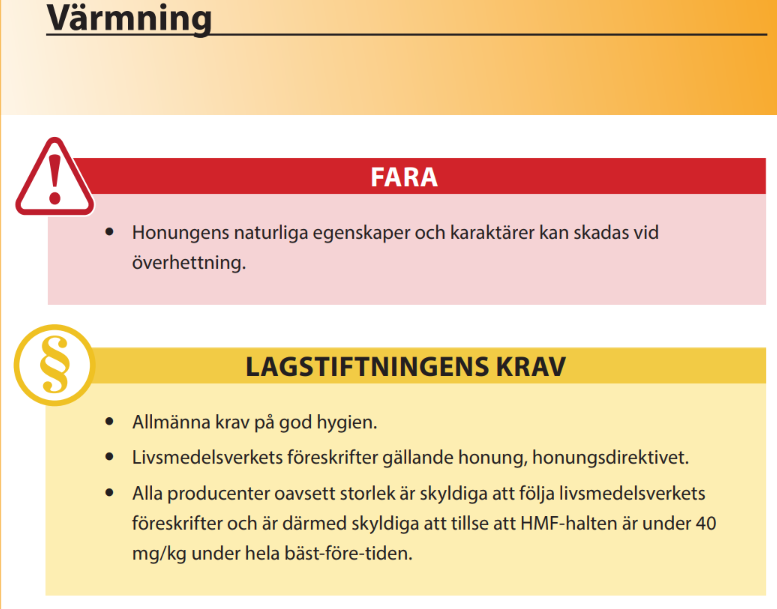 Värmning
FARA
• Honungens naturliga egenskaper och karaktärer kan skadas vid
överhettning.
§
LAGSTIFTNINGENS KRAV
• Allmänna krav på god hygien.
• Livsmedelsverkets föreskrifter gällande honung, honungsdirektivet.
• Alla producenter oavsett storlek är skyldiga att följa livsmedelsverkets
föreskrifter och är därmed skyldiga att tillse att HMF-halten är under 40
mg/kg under hela bäst-före-tiden.